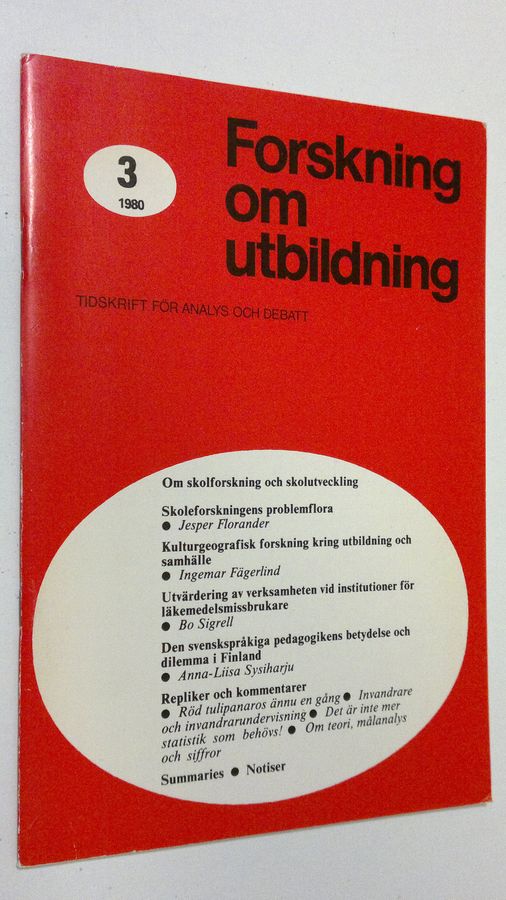 3
1980
Forskning
om
utbildning
TIDSKRIFT FÖR ANALYS OCH DEBATT
Om skolforskning och skolutveckling
Skoleforskningens problemflora
● Jesper Florander
Kulturgeografisk forskning kring utbildning och
samhälle
● Ingemar Fägerlind
Utvärdering av verksamheten vid institutioner för
läkemedelsmissbrukare
● Bo Sigrell
Den svenskspråkiga pedagogikens betydelse och
dilemma i Finland
● Anna-Liisa Sysiharju
Repliker och kommentarer
● Röd tulipanaros ännu en gång ● Invandrare
och invandrarundervisning ● Det är inte mer
statistik som behövs! ● Om teori, målanalys
och siffror
Summaries ● Notiser